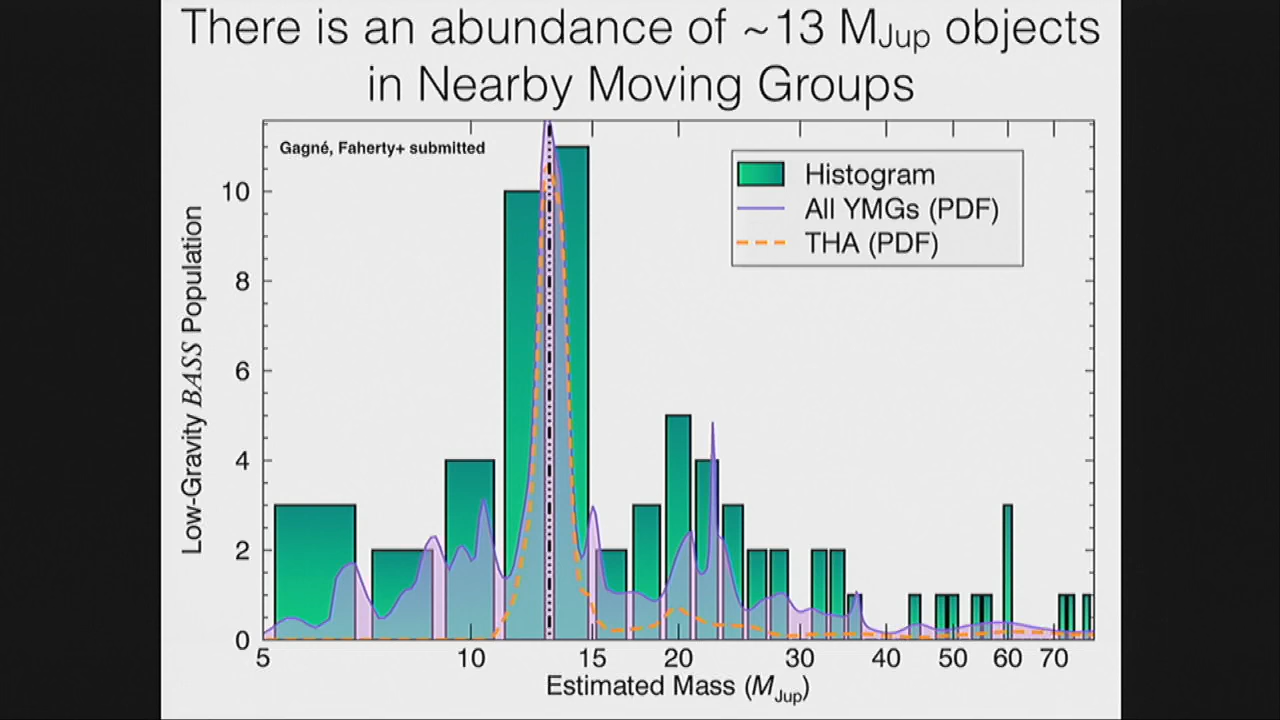 There is an abundance of ~13 MJup objects
in Nearby Moving Groups
Gagné, Faherty+ submitted
Histogram
All YMGs (PDF)
THA (PDF)
Low-Gravity BASS Population
10
8
6
4
2
0
5 10 15 20 30 40 50 60 70
Estimated Mass (MJup)